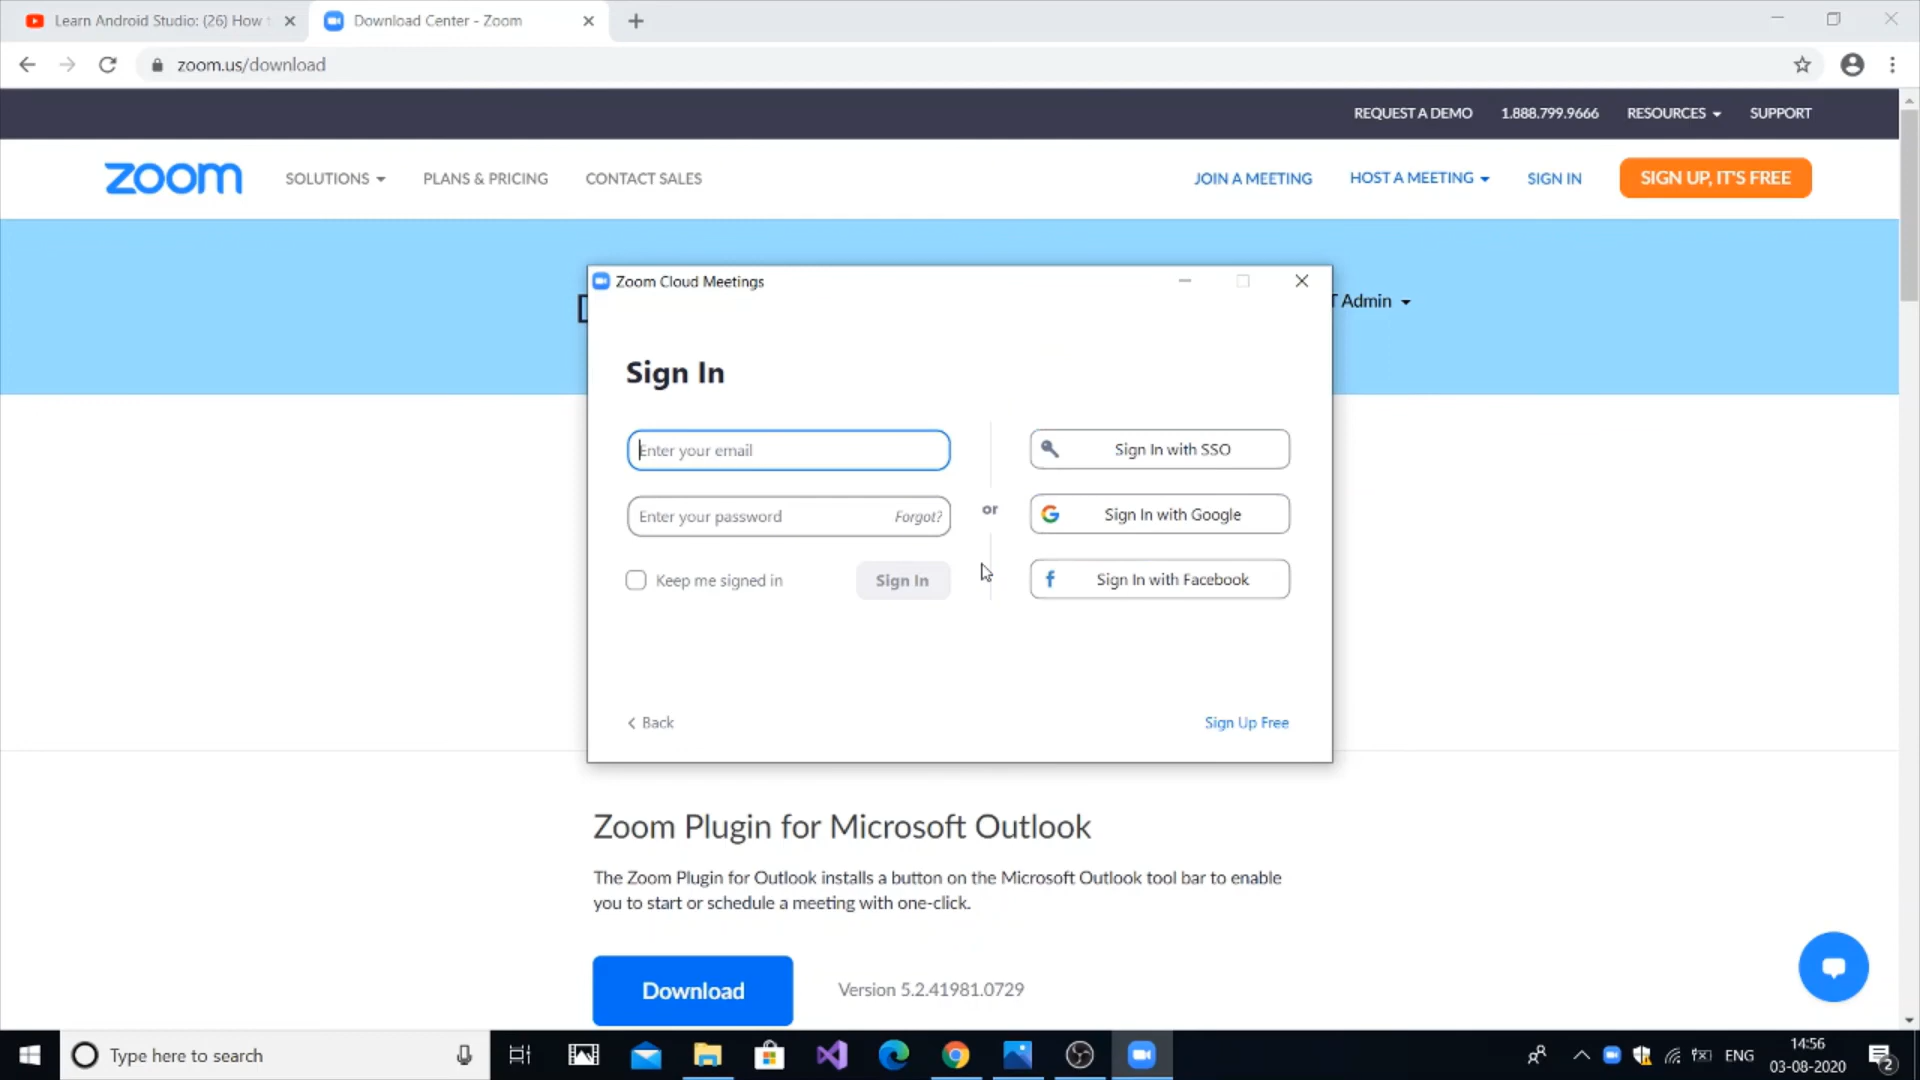 Learn Android Studio: (26) How
Download Center - Zoom
zoom.us/download
REQUEST A DEMO
1.888.799.9666
RESOURCES
SUPPORT
zoom
SOLUTIONS
PLANS & PRICING
CONTACT SALES
JOIN A MEETING
HOST A MEETING
SIGN IN
SIGN UP, IT'S FREE
Zoom Cloud Meetings
Admin
Sign In
Enter your email
Sign In with SSO
Enter your password
Forgot?
or
Sign In with Google
Keep me signed in
Sign In
Sign In with Facebook
< Back
Sign Up Free
Zoom Plugin for Microsoft Outlook
The Zoom Plugin for Outlook installs a button on the Microsoft Outlook tool bar to enable
you to start or schedule a meeting with one-click.
Download
Version 5.2.41981.0729
Type here to search
ENG
14:56
03-08-2020
2